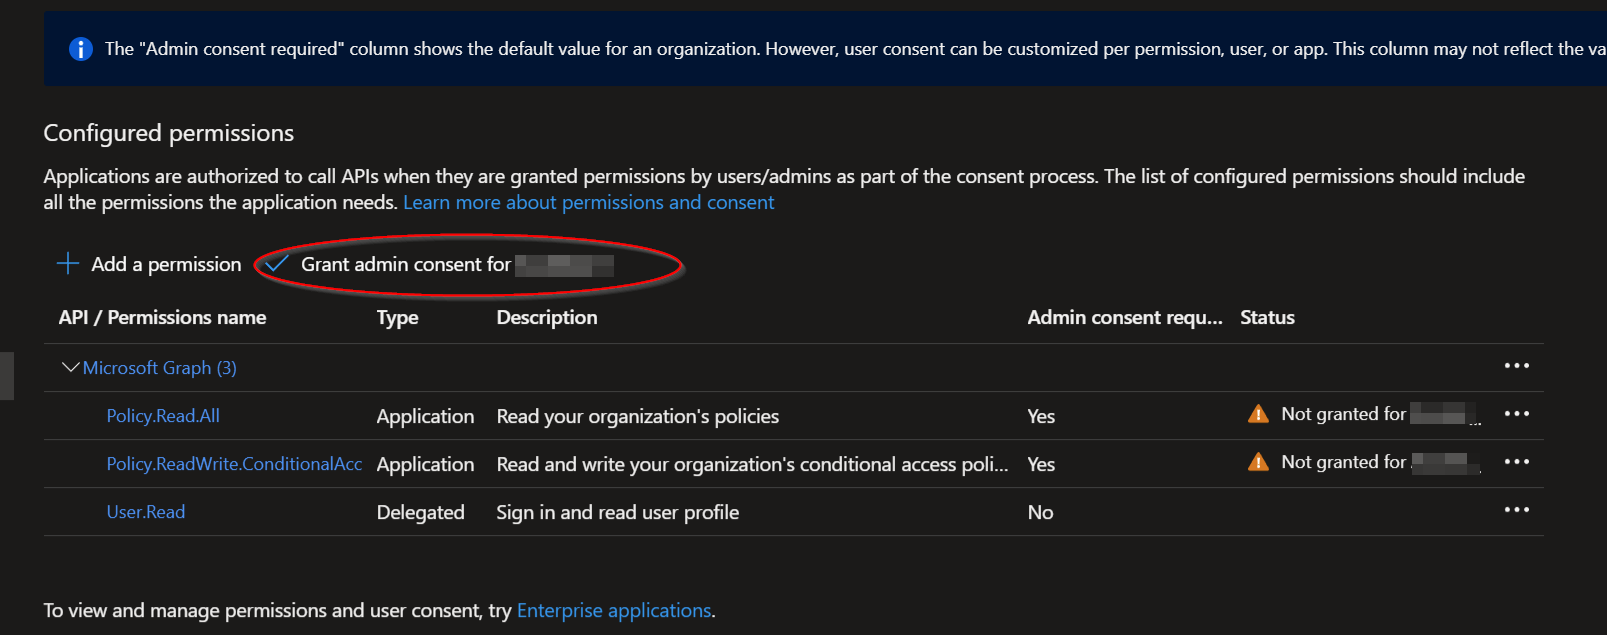 The "Admin consent required" column shows the default value for an organization. However, user consent can be customized per permission, user, or app. This column may not reflect the va
Configured permissions
Applications are authorized to call APIs when they are granted permissions by users/admins as part of the consent process. The list of configured permissions should include
all the permissions the application needs. Learn more about permissions and consent
Add a permission Grant admin consent for
API / Permissions name Type Description Admin consent requ... Status
Microsoft Graph (3)
Policy.Read.All Application Read your organization's policies Yes Not granted for ...
Policy.ReadWrite.ConditionalAcc Application Read and write your organization's conditional access poli... Yes Not granted for
User.Read Delegated Sign in and read user profile No
To view and manage permissions and user consent, try Enterprise applications.